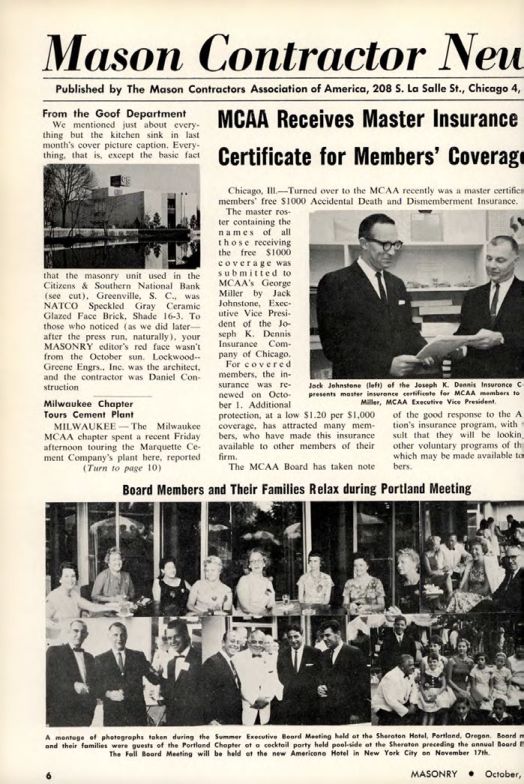 Mason Contractor New
Published by The Mason Contractors Association of America, 208 S. La Salle St., Chicago 4,
From the Goof Department
We mentioned just about every-
thing but the kitchen sink in last
month's cover picture caption. Every-
thing, that is, except the basic fact
that the masonry unit used in the
Citizens & Southern National Bank
(see cut), Greenville, S. C., was
NATCO Speckled Gray Ceramic
Glazed Face Brick, Shade 16-3. To
those who noticed (as we did later—
after the press run, naturally), your
MASONRY editor's red face wasn't
from the October sun. Lockwood--
Greene Engrs., Inc. was the architect,
and the contractor was Daniel Con-
struction
Milwaukee Chapter
Tours Cement Plant
MILWAUKEE — The Milwaukee
MCAA chapter spent a recent Friday
afternoon touring the Marquette Ce-
ment Company's plant here, reported
(Turn to page 10)
MCAA Receives Master Insurance
Certificate for Members' Coverage
Chicago, Ill.—Turned over to the MCAA recently was a master certific
members' free $1000 Accidental Death and Dismemberment Insurance.
The master ros-
ter containing the
names of all
those receiving
the free $1000
coverage was
submitted to
MCAA's George
Miller by Jack
Johnstone, Exec-
utive Vice Presi-
dent of the Jo-
seph K. Dennis
Insurance Com-
pany of Chicago.
For covered
members, the in-
surance was re-
newed on Octo-
ber 1. Additional
protection, at a low $1.20 per $1,000
coverage, has attracted many mem-
bers, who have made this insurance
available to other members of their
firm.
The MCAA Board has taken note
Jack Johnstone (left) of the Joseph K. Dennis Insurance C
presents master insurance certificate for MCAA members to
Miller, MCAA Executive Vice President.
of the good response to the A
tion's insurance program, with
sult that they will be lookin
other voluntary programs of th
which may be made available to
bers.
Board Members and Their Families Relax during Portland Meeting
A montage of photographs taken during the Summer Executive Board Meeting held at the Sheraton Hotel, Portland, Oregon. Board m
and their families were guests of the Portland Chapter at a cocktail party held pool-side at the Sheraton preceding the annual Board
The Fall Board Meeting will be held at the new Americana Hotel in New York City on November 17th.
6
MASONRY • October,